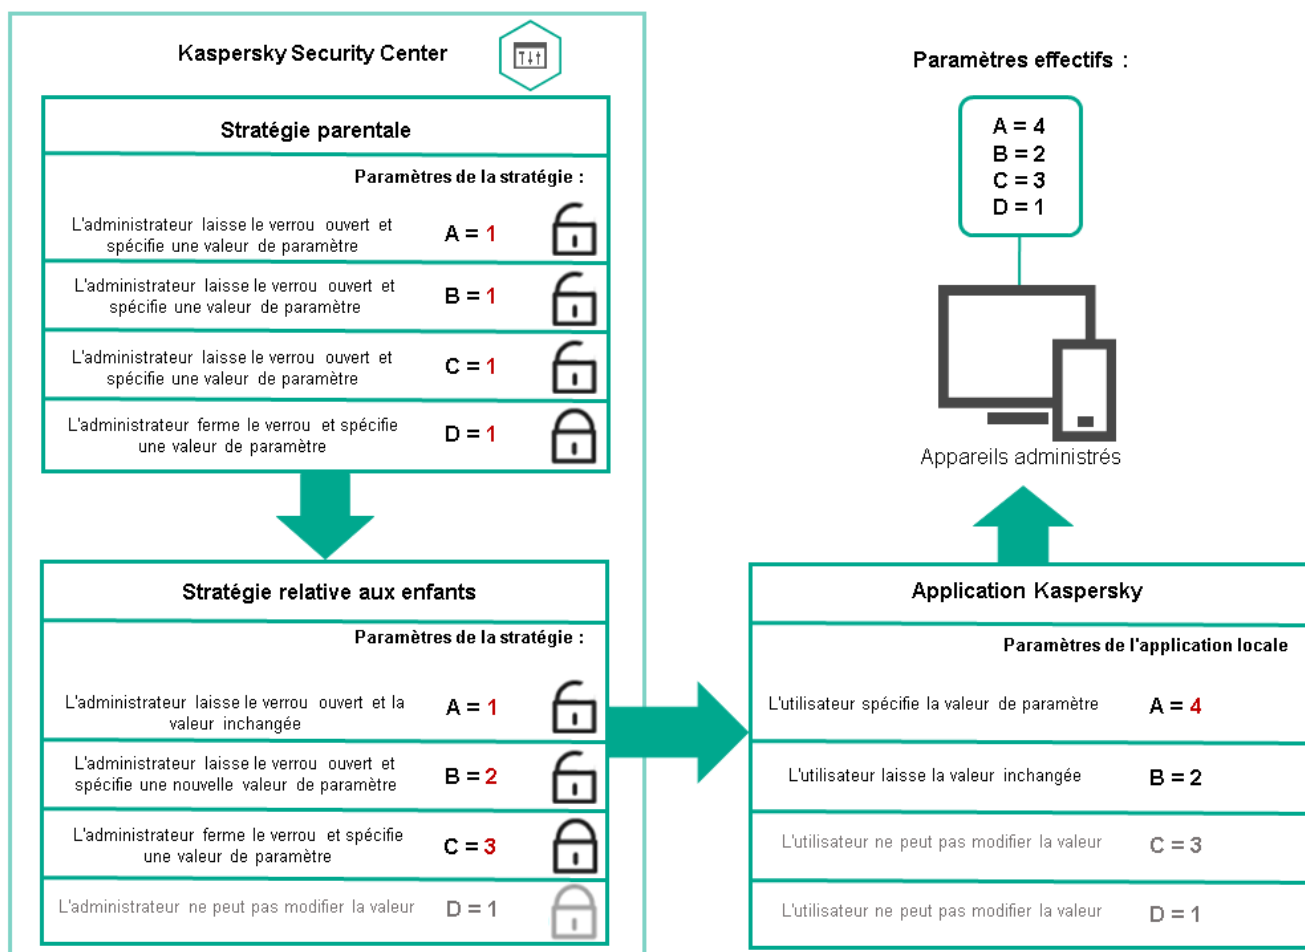 Kaspersky Security Center
Stratégie parentale
Paramètres de la stratégie :
L'administrateur laisse le verrou ouvert et
spécifie une valeur de paramètre
A = 1
L'administrateur laisse le verrou ouvert et
spécifie une valeur de paramètre
B = 1
L'administrateur laisse le verrou ouvert et
spécifie une valeur de paramètre
C = 1
L'administrateur ferme le verrou et spécifie
une valeur de paramètre
D = 1
Stratégie relative aux enfants
Paramètres de la stratégie :
L'administrateur laisse le verrou ouvert et la
valeur inchangée
A = 1
L'administrateur laisse le verrou ouvert et
spécifie une nouvelle valeur de paramètre
B = 2
L'administrateur ferme le verrou et spécifie
une valeur de paramètre
C = 3
L'administrateur ne peut pas modifier la valeur
D = 1
Paramètres effectifs :
A = 4
B = 2
C = 3
D = 1
Appareils administrés
Application Kaspersky
Paramètres de l'application locale
L'utilisateur spécifie la valeur de paramètre
A = 4
L'utilisateur laisse la valeur inchangée
B = 2
L'utilisateur ne peut pas modifier la valeur
C = 3
L'utilisateur ne peut pas modifier la valeur
D = 1